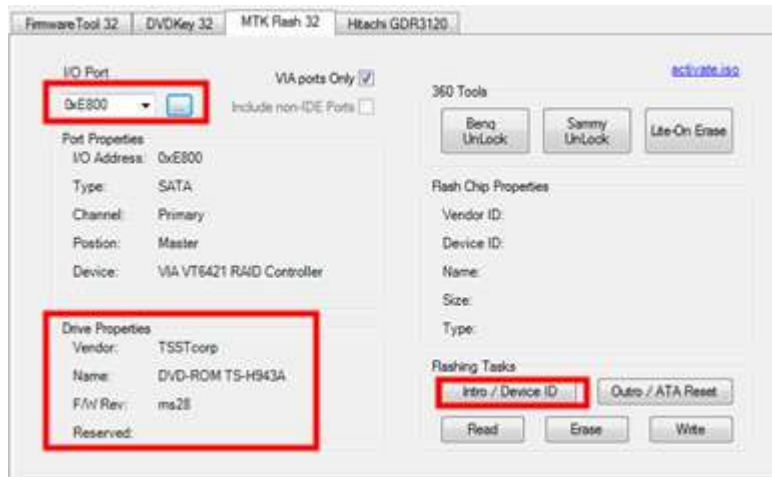 FirmwareTool 32 DVDKey 32 MTK Flash 32 Hitachi GDR3120
I/O Port
VIA ports Only
activate.iso
0xE800 ...
Include non-IDE Ports
Port Properties
I/O Address: 0xE800
Type: SATA
Channel: Primary
Postion: Master
Device: VIA VT6421 RAID Controller
Drive Properties
Vendor: TSSTcorp
Name: DVD-ROM TS-H943A
F/W Rev: ms28
Reserved:
360 Tools
Benq UnLock
Sammy UnLock
Lite-On Erase
Flash Chip Properties
Vendor ID:
Device ID:
Name:
Size:
Type:
Flashing Tasks
Intro / Device ID Outro / ATA Reset
Read Erase Write